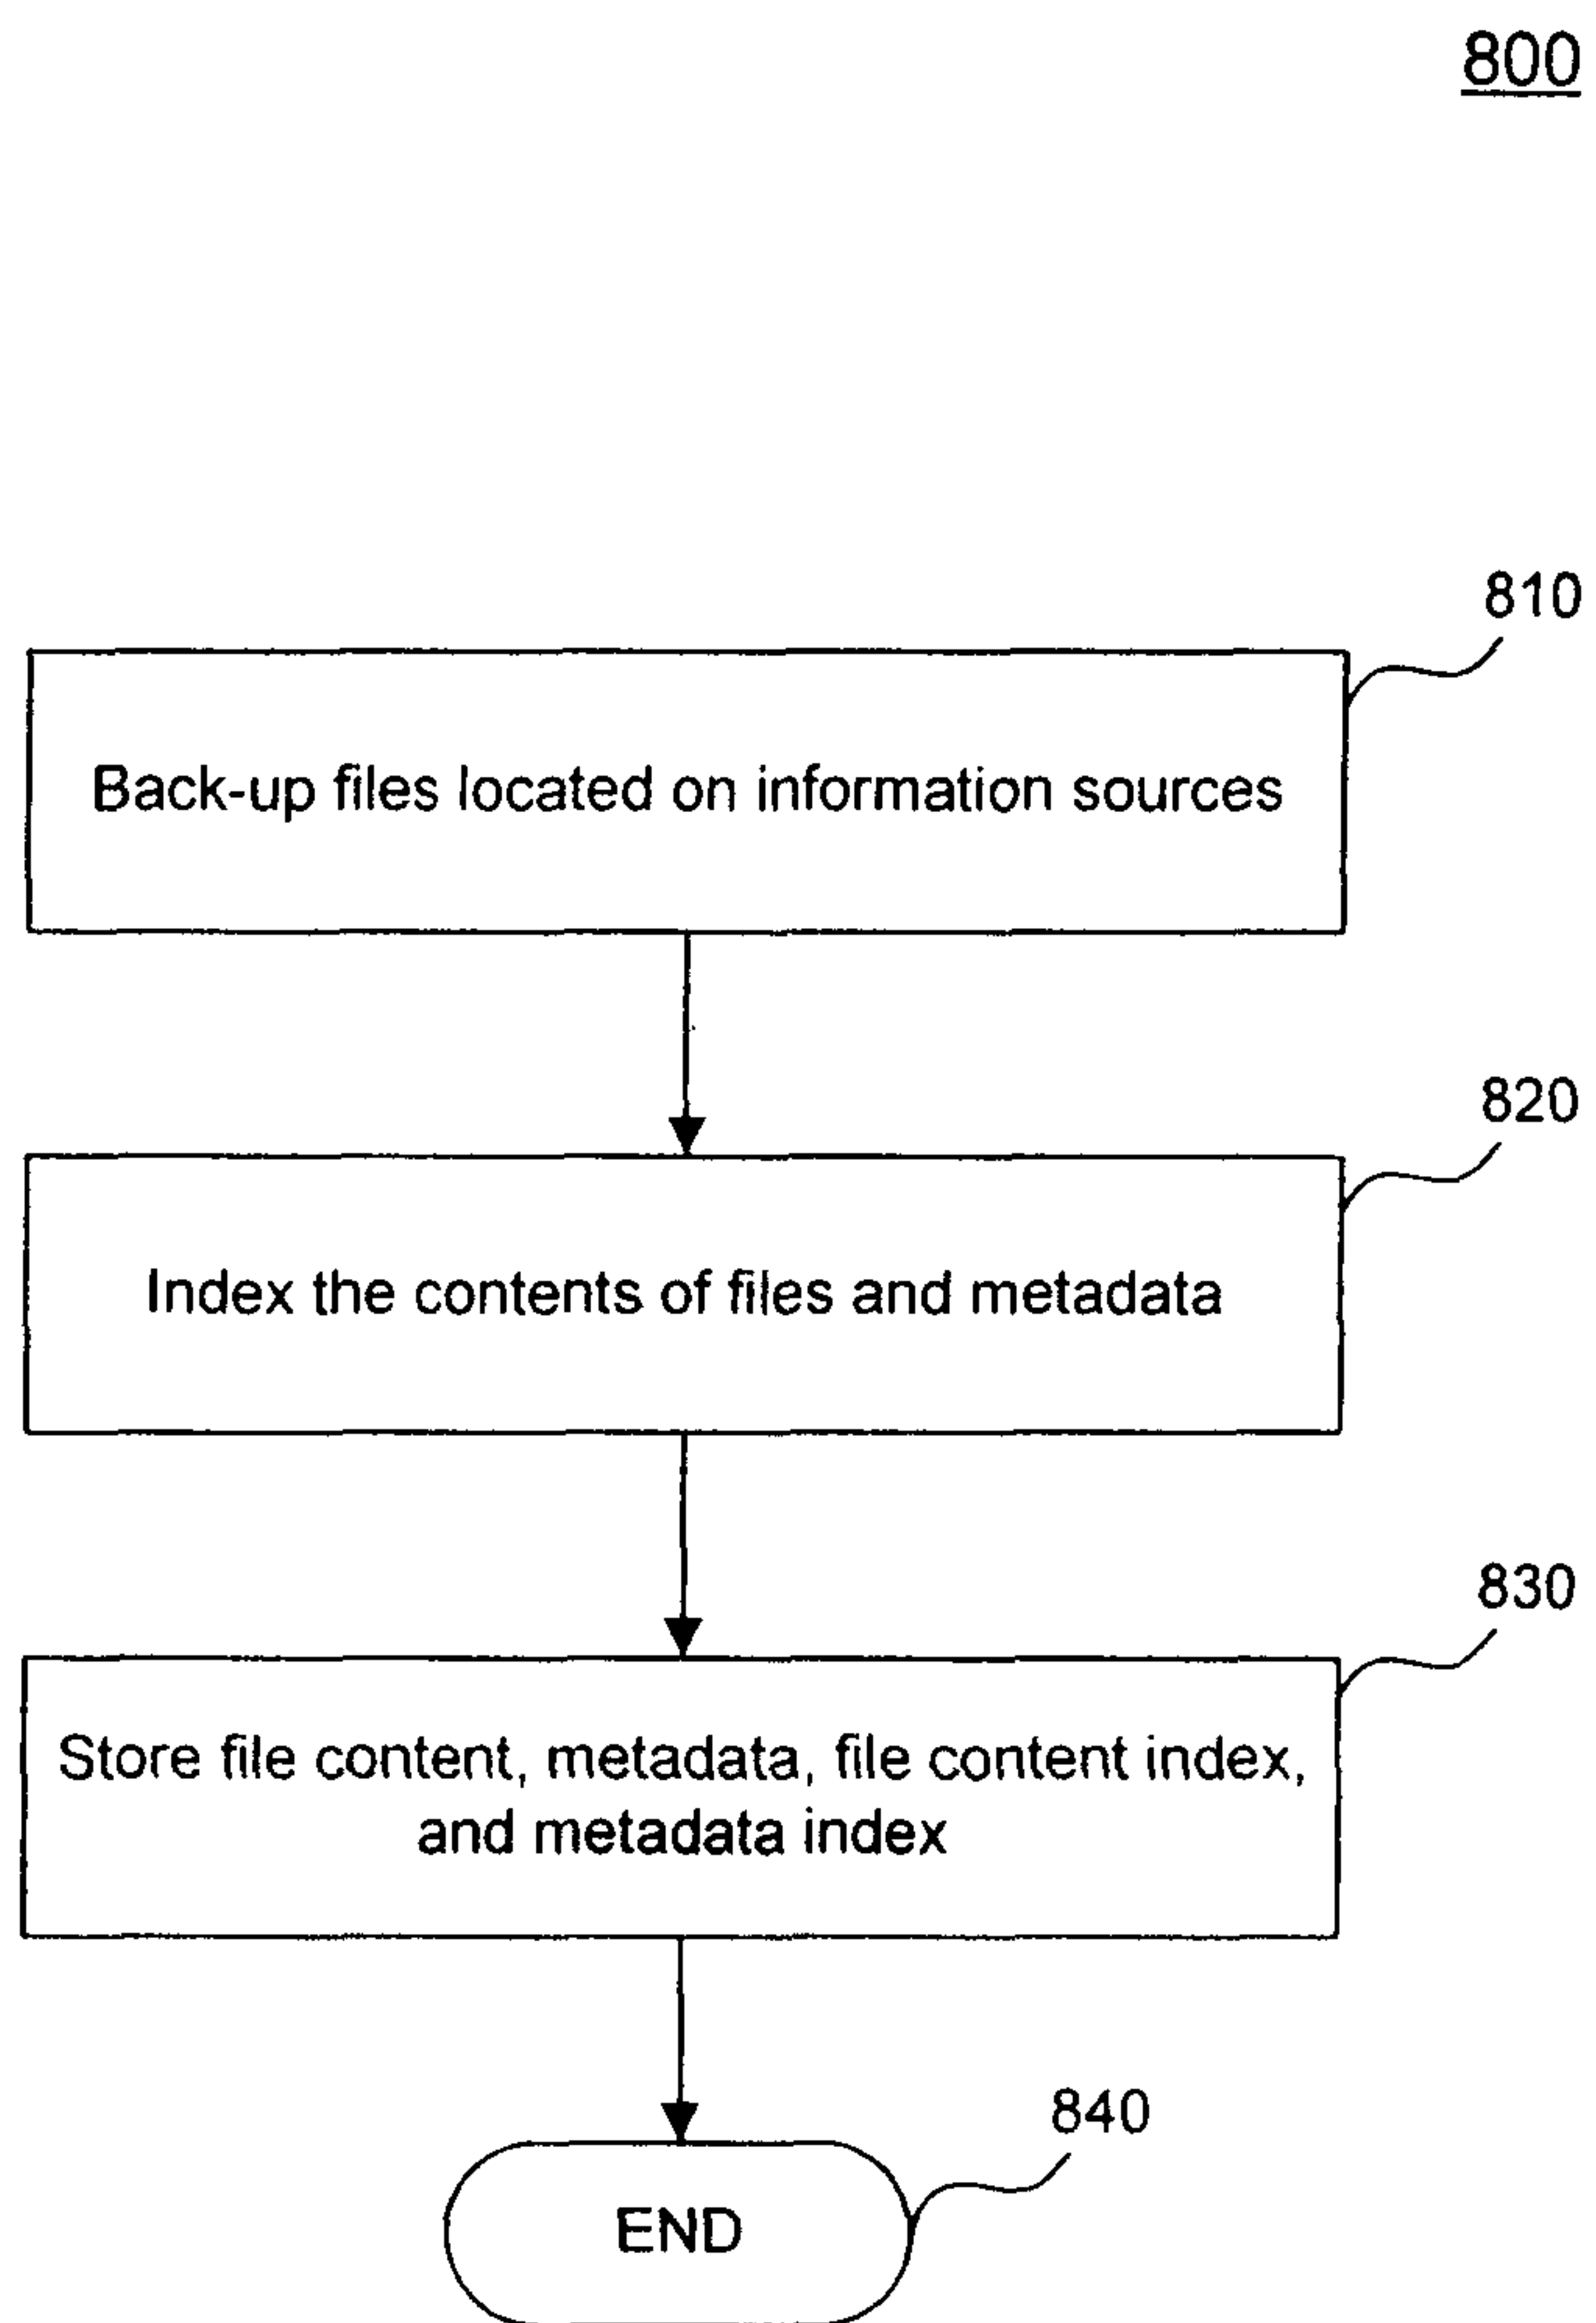 800
810
Back-up files located on information sources
820
Index the contents of files and metadata
830
Store file content, metadata, file content index,
and metadata index
840
END